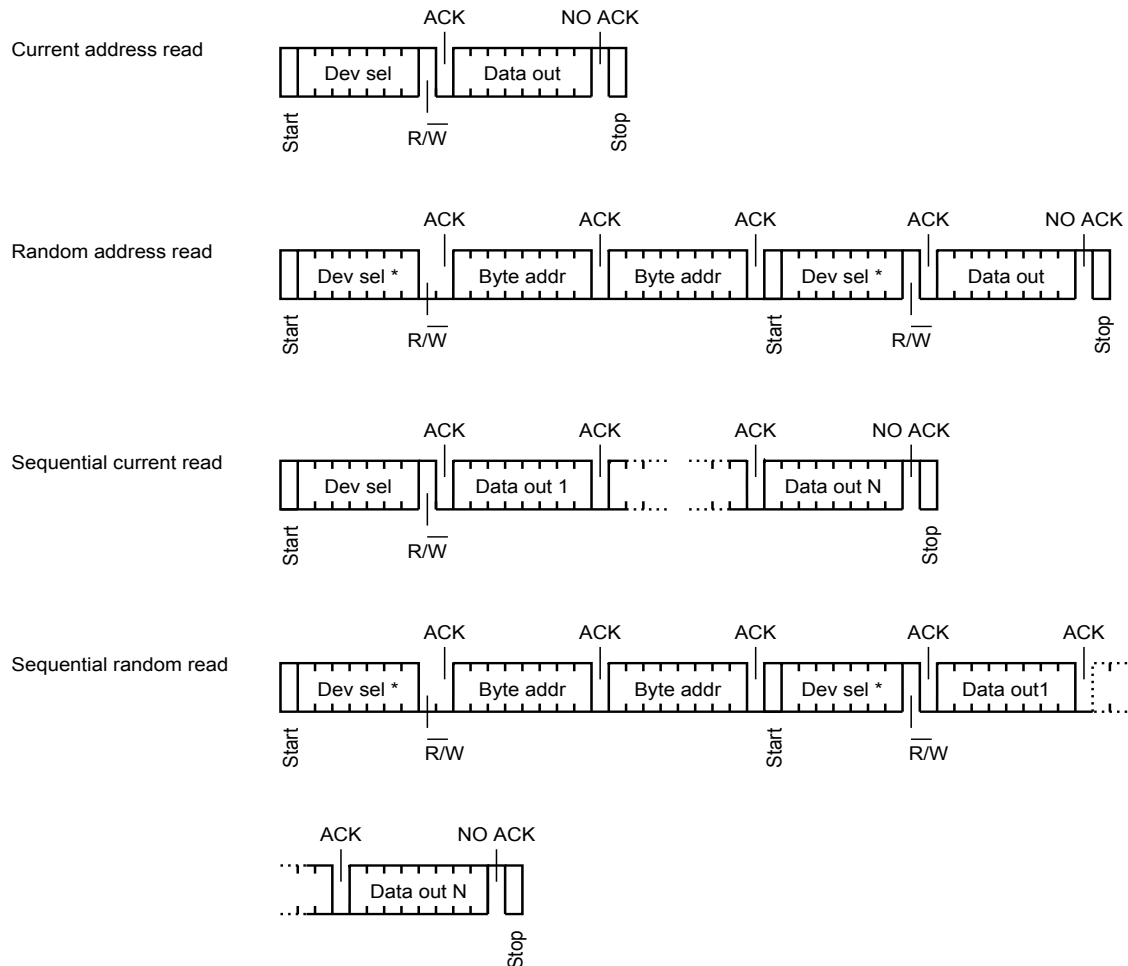 ACK NO ACK
Current address read
Dev sel Data out
Start R/W̅ Stop
ACK ACK ACK ACK NO ACK
Random address read
Dev sel * Byte addr Byte addr Dev sel * Data out
Start R/W̅ Start R/W̅ Stop
ACK ACK ACK NO ACK
Sequential current read
Dev sel Data out 1 Data out N
Start R/W̅ Stop
ACK ACK ACK ACK ACK
Sequential random read
Dev sel * Byte addr Byte addr Dev sel * Data out1
Start R̅/W Start R̅/W
ACK NO ACK
Data out N
Stop